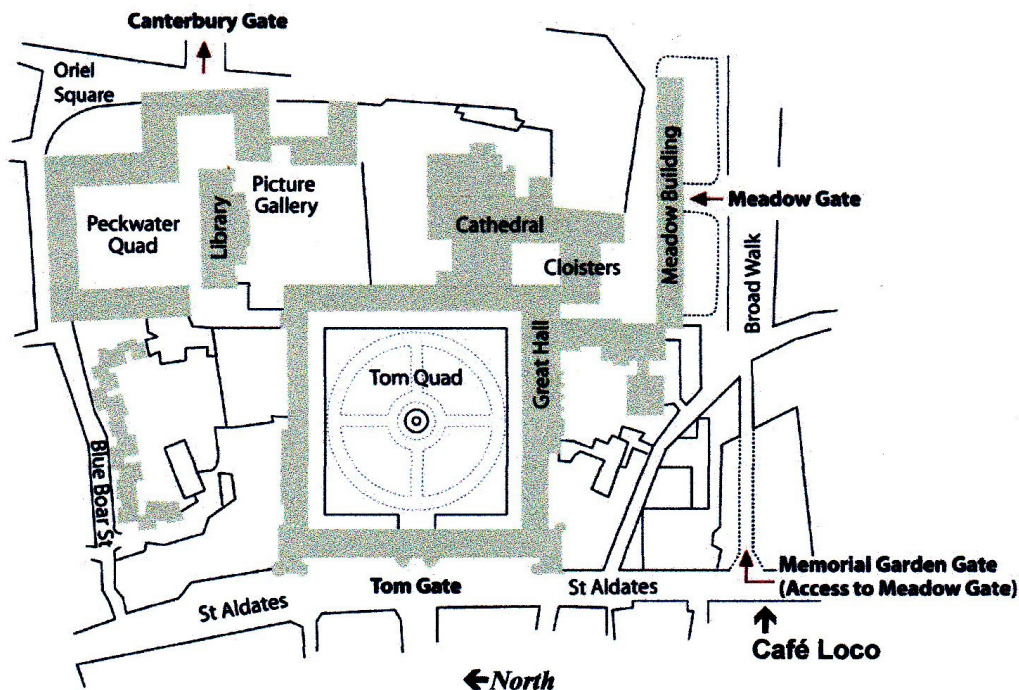 Canterbury Gate
Oriel
Square
Peckwater
Quad
Library
Picture
Gallery
Cathedral
Cloisters
Meadow Building
Meadow Gate
Broad Walk
Great Hall
Tom Quad
Blue Boar St
Tom Gate
St Aldates
St Aldates
Memorial Garden Gate
(Access to Meadow Gate)
Café Loco
North